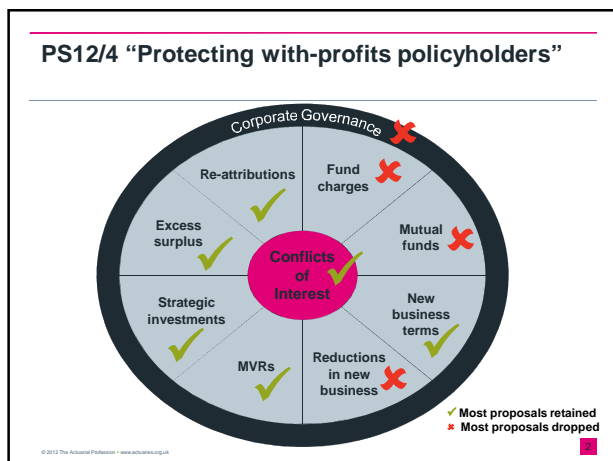 PS12/4 “Protecting with-profits policyholders”
Corporate Governance
Re-attributions
Fund
charges
Excess
surplus
Mutual
funds
Conflicts
of
Interest
Strategic
investments
New
business
terms
MVRs
Reductions
in new
business
Most proposals retained
Most proposals dropped
© 2012 The Actuarial Profession • www.actuaries.org.uk
2